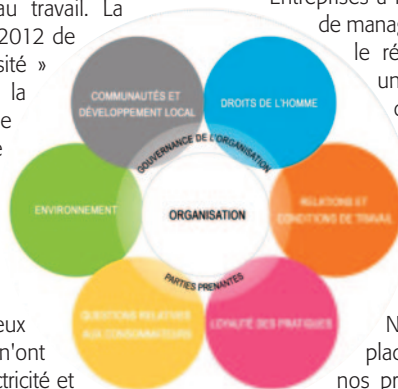 au travail. La
2012 de
sité »
la
e
e
eux
n'ont
ctricité et
Entreprises à
de manag
le ré
un
N
plac
nos pr
COMMUNAUTÉS ET
DÉVELOPPEMENT LOCAL
DROITS DE L'HOMME
GOUVERNANCE DE L'ORGANISATION
ENVIRONNEMENT
ORGANISATION
RELATIONS ET
CONDITIONS DE TRAVAIL
PARTIES PRENANTES
QUESTIONS RELATIVES
AUX CONSOMMATEURS
LOYAUTÉ DES PRATIQUES